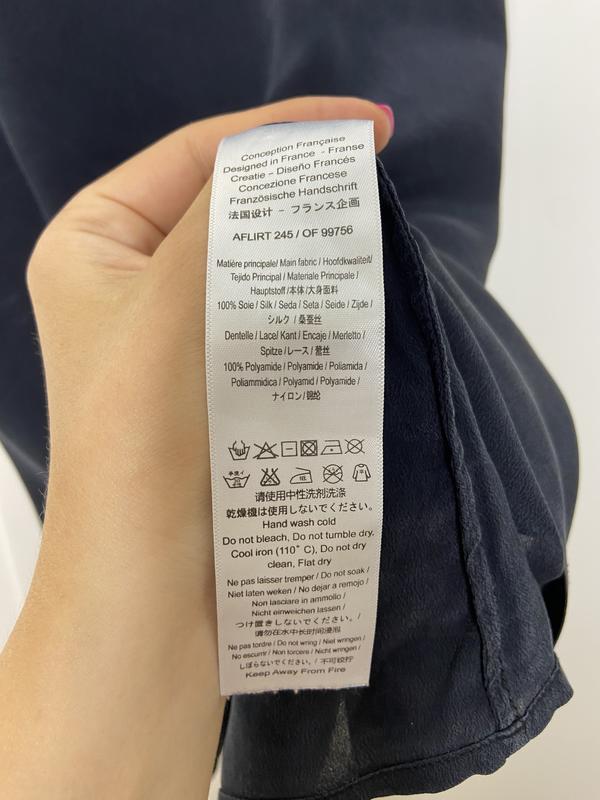 Conception Française
Designed in France - Franse
Creatie – Diseño Francés
Concezione Francese
Französische Handschrift
法国设计 – フランス企画
AFLIRT 245 / OF 99756
Matière principale/ Main fabric / Hoofdkwaliteit/
Tejido Principal / Materiale Principale /
Hauptstoff /本体/大身面料
100% Soie / Silk / Seda / Seta / Seide / Zijde /
シルク / 桑蚕丝
Dentelle / Lace/ Kant / Encaje / Merletto /
Spitze /レース / 蕾丝
100% Polyamide / Polyamide / Poliamida /
Poliammidica / Polyamid / Polyamide /
ナイロン / 锦纶
手洗イ
请使用中性洗剂洗涤
乾燥機は使用しないでください。
Hand wash cold
Do not bleach, Do not tumble dry.
Cool iron (110° C), Do not dry
clean, Flat dry
Ne pas laisser tremper / Do not soak /
Niet laten weken / No dejar a remojo /
Non lasciare in ammollo /
Nicht einweichen lassen /
つけ置きしないでください。/
请勿在水中长时间浸泡
Ne pas tordre / Do not wring / Niet wringen /
No escurrir / Non torcere / Nicht wringen /
しぼらないでください。/ 不可绞拧
Keep Away From Fire